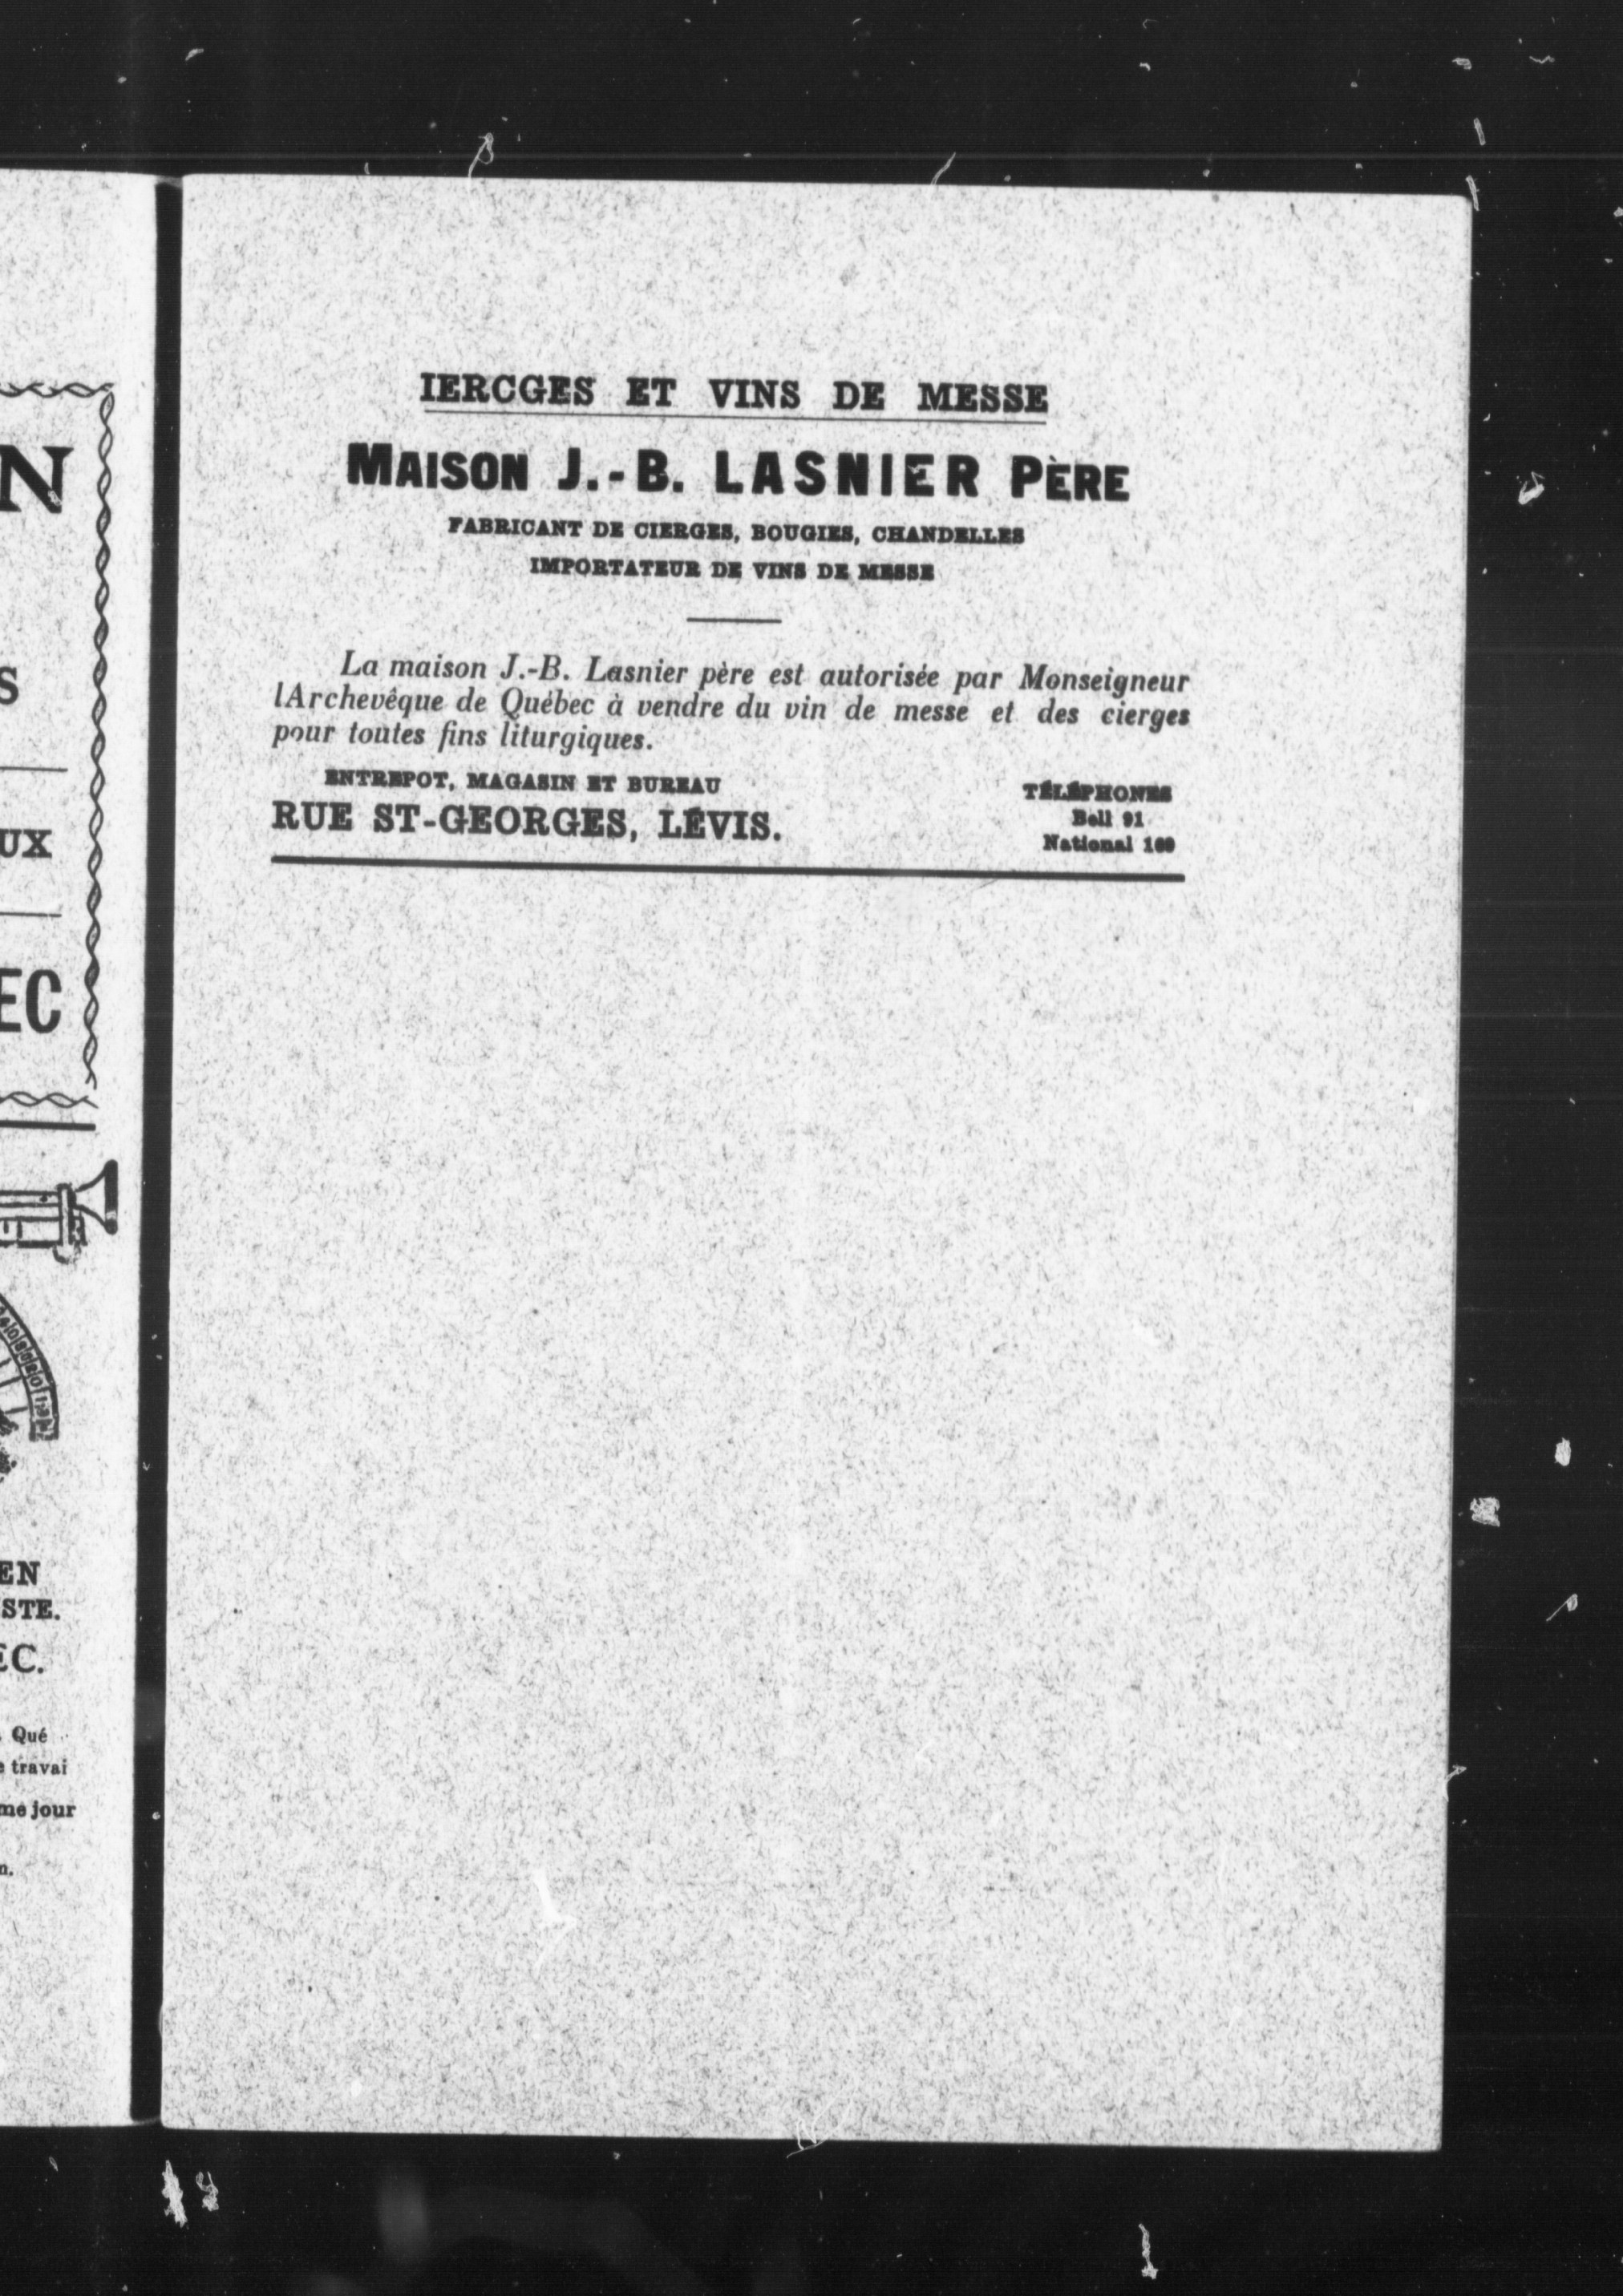 N
S
UX
EC
EN
STE.
EC.
Qué
travai
me jour
n.
IERCGES ET VINS DE MESSE
MAISON J.-B. LASNIER PÈRE
FABRICANT DE CIERGES, BOUGIES, CHANDELLES
IMPORTATEUR DE VINS DE MESSE
La maison J.-B. Lasnier père est autorisée par Monseigneur
lArchevêque de Québec à vendre du vin de messe et des cierges
pour toutes fins liturgiques.
ENTREPOT, MAGASIN ET BUREAU
RUE ST-GEORGES, LÉVIS.
TÉLÉPHONES
Bell 91
National 169